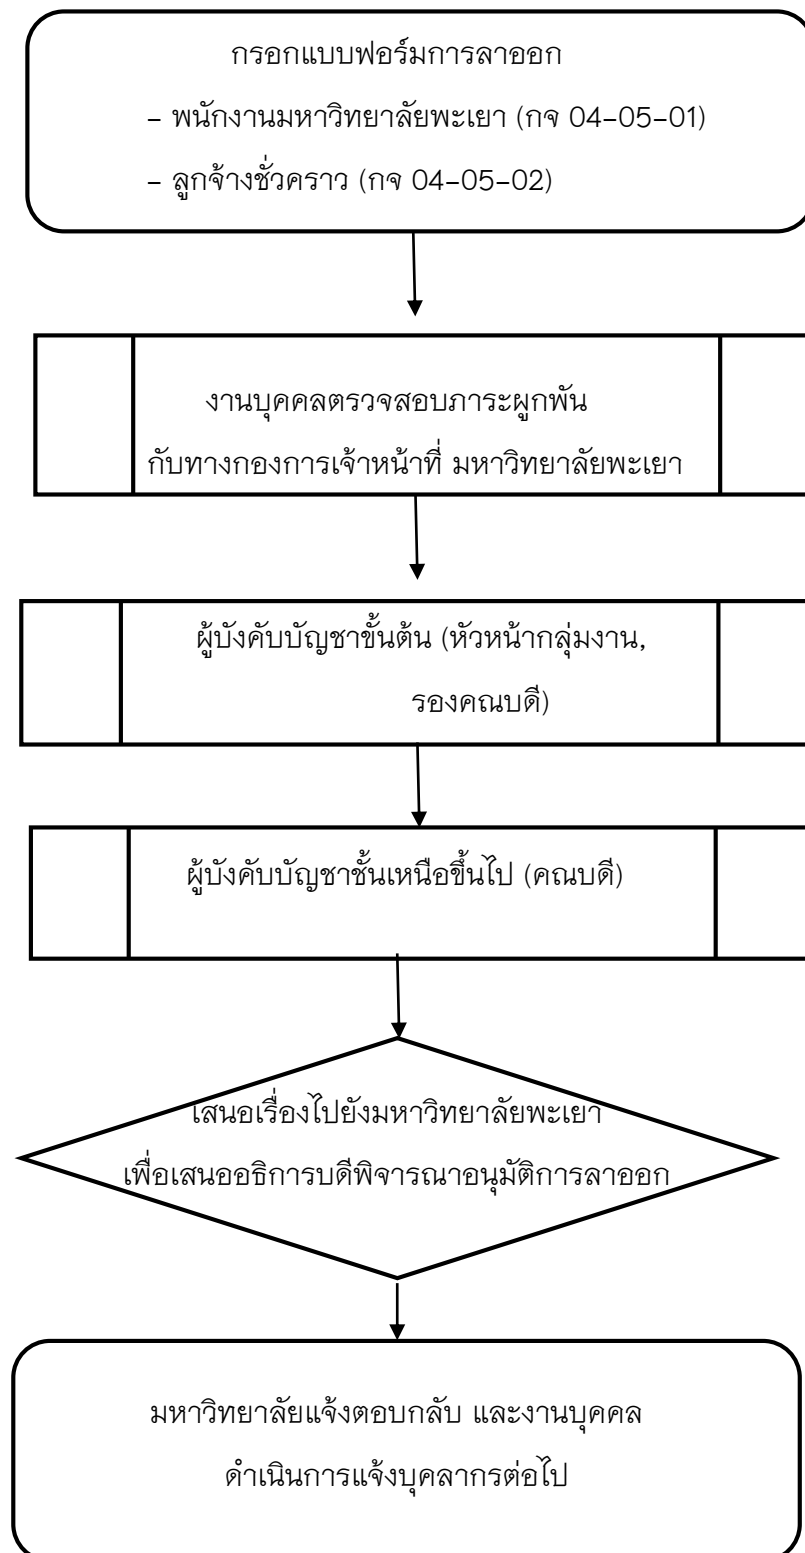 กรอกแบบฟอร์มการลาออก
- พนักงานมหาวิทยาลัยพะเยา (กจ 04-05-01)
- ลูกจ้างชั่วคราว (กจ 04-05-02)
งานบุคคลตรวจสอบภาระผูกพัน
กับทางกองการเจ้าหน้าที่ มหาวิทยาลัยพะเยา
ผู้บังคับบัญชาขั้นต้น (หัวหน้ากลุ่มงาน,
รองคณบดี)
ผู้บังคับบัญชาชั้นเหนือขึ้นไป (คณบดี)
เสนอเรื่องไปยังมหาวิทยาลัยพะเยา
เพื่อเสนออธิการบดีพิจารณาอนุมัติการลาออก
มหาวิทยาลัยแจ้งตอบกลับ และงานบุคคล
ดำเนินการแจ้งบุคลากรต่อไป